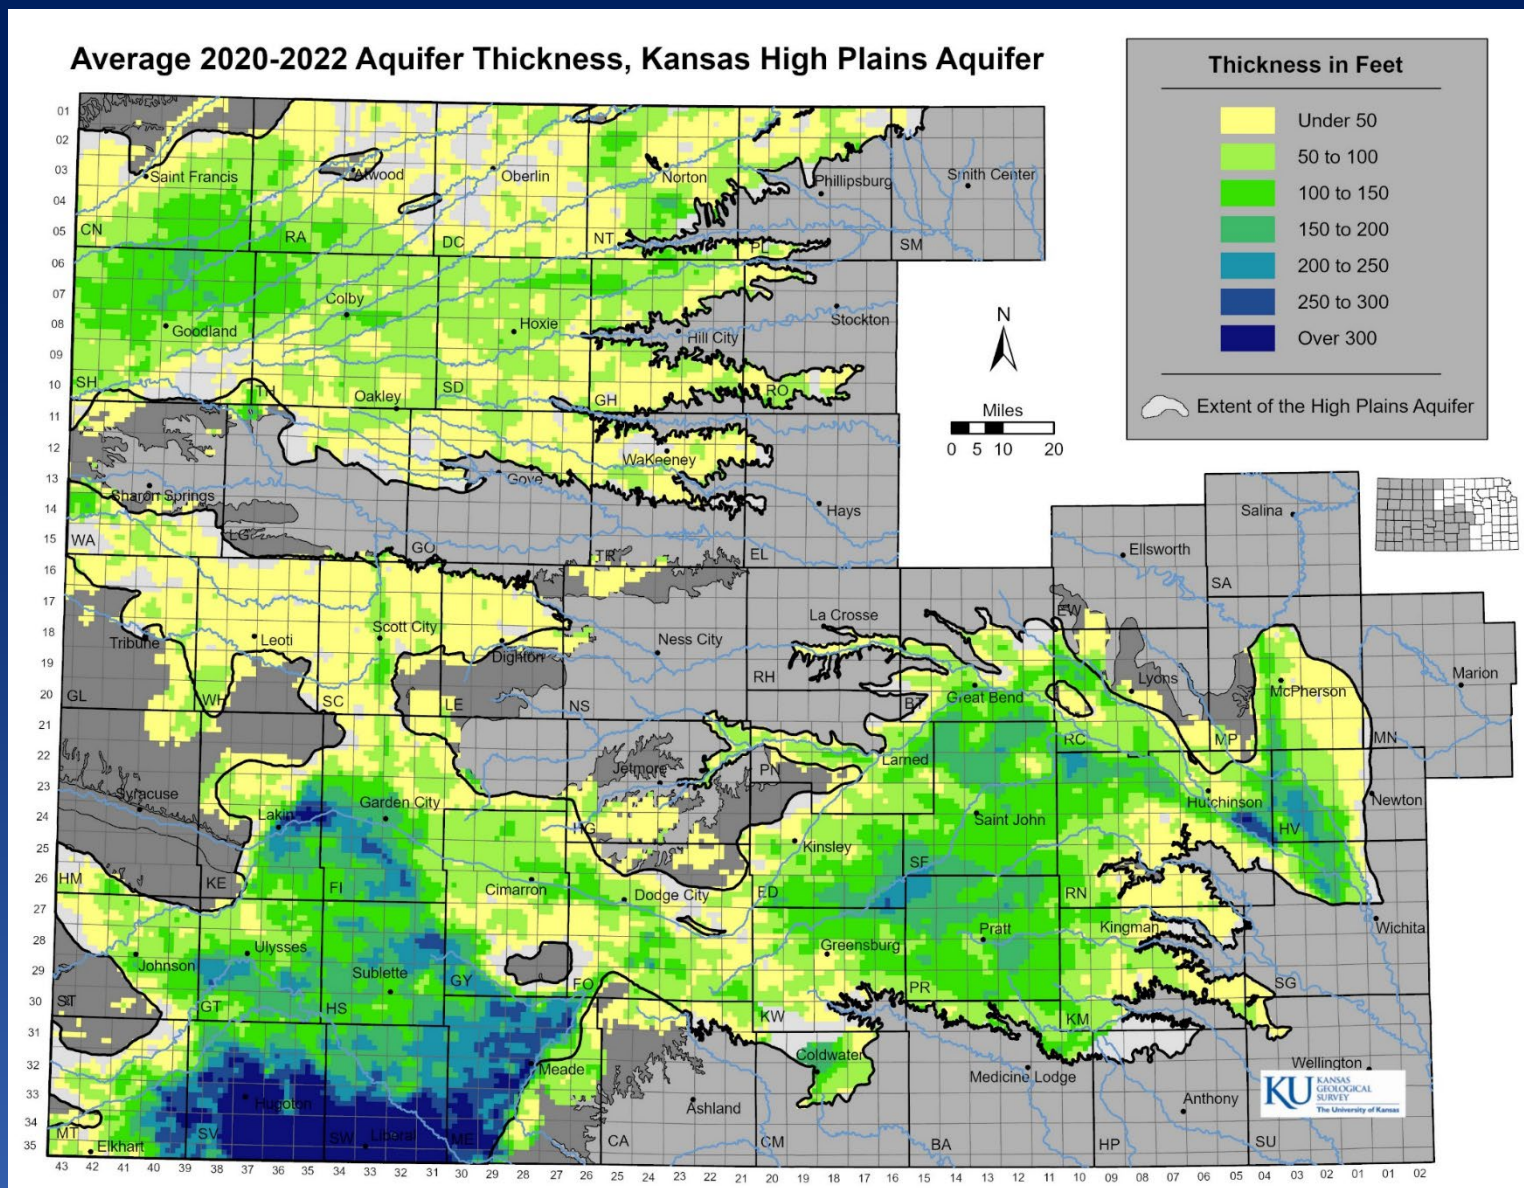 Average 2020-2022 Aquifer Thickness, Kansas High Plains Aquifer
Thickness in Feet
Under 50
50 to 100
100 to 150
150 to 200
200 to 250
250 to 300
Over 300
Extent of the High Plains Aquifer
N
Miles
0 5 10 20
01
02
03
04
05
06
07
08
09
10
11
12
13
14
15
16
17
18
19
20
21
22
23
24
25
26
27
28
29
30
31
32
33
34
35
Saint Francis
Atwood
Oberlin
Norton
Phillipsburg
Smith Center
CN
RA
DC
NT
PL
SM
Colby
Goodland
Hoxie
Hill City
Stockton
SH
TH
Oakley
SD
GH
RO
WaKeeney
Gove
Sharon Springs
Hays
WA
LG
GO
TR
EL
Salina
Ellsworth
SA
EW
La Crosse
Tribune
Leoti
Scott City
Dighton
Ness City
Lyons
McPherson
Marion
GL
WH
SC
LE
NS
RH
BT
Great Bend
RC
MP
MN
Jetmore
PN
Larned
Syracuse
Lakin
Garden City
HG
Kinsley
Saint John
Hutchinson
HV
Newton
HM
KE
FI
Cimarron
Dodge City
ED
SF
RN
Ulysses
Johnson
Sublette
Greensburg
Pratt
Kingman
Wichita
ST
GT
HS
GY
FO
KW
PR
KM
SG
Meade
Coldwater
Medicine Lodge
Wellington
Hugoton
Ashland
Anthony
MT
Elkhart
SV
SW
Liberal
ME
CA
CM
BA
HP
SU
KU KANSAS
GEOLOGICAL
SURVEY
The University of Kansas
43 42 41 40 39 38 37 36 35 34 33 32 31 30 29 28 27 26 25 24 23 22 21 20 19 18 17 16 15 14 13 12 11 10 09 08 07 06 05 04 03 02 01 01 02